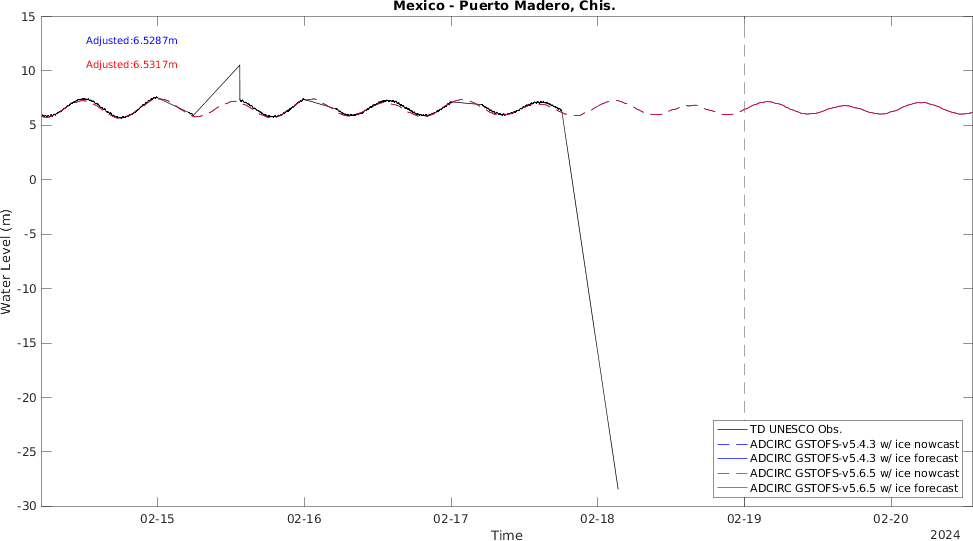 Mexico - Puerto Madero, Chis.
15
Adjusted:6.5287m
Adjusted:6.5317m
10
5
0
-5
-10
-15
-20
-25
-30
Water Level (m)
TD UNESCO Obs.
ADCIRC GSTOFS-v5.4.3 w/ ice nowcast
ADCIRC GSTOFS-v5.4.3 w/ ice forecast
ADCIRC GSTOFS-v5.6.5 w/ ice nowcast
ADCIRC GSTOFS-v5.6.5 w/ ice forecast
02-15
02-16
02-17
02-18
02-19
02-20
Time
2024